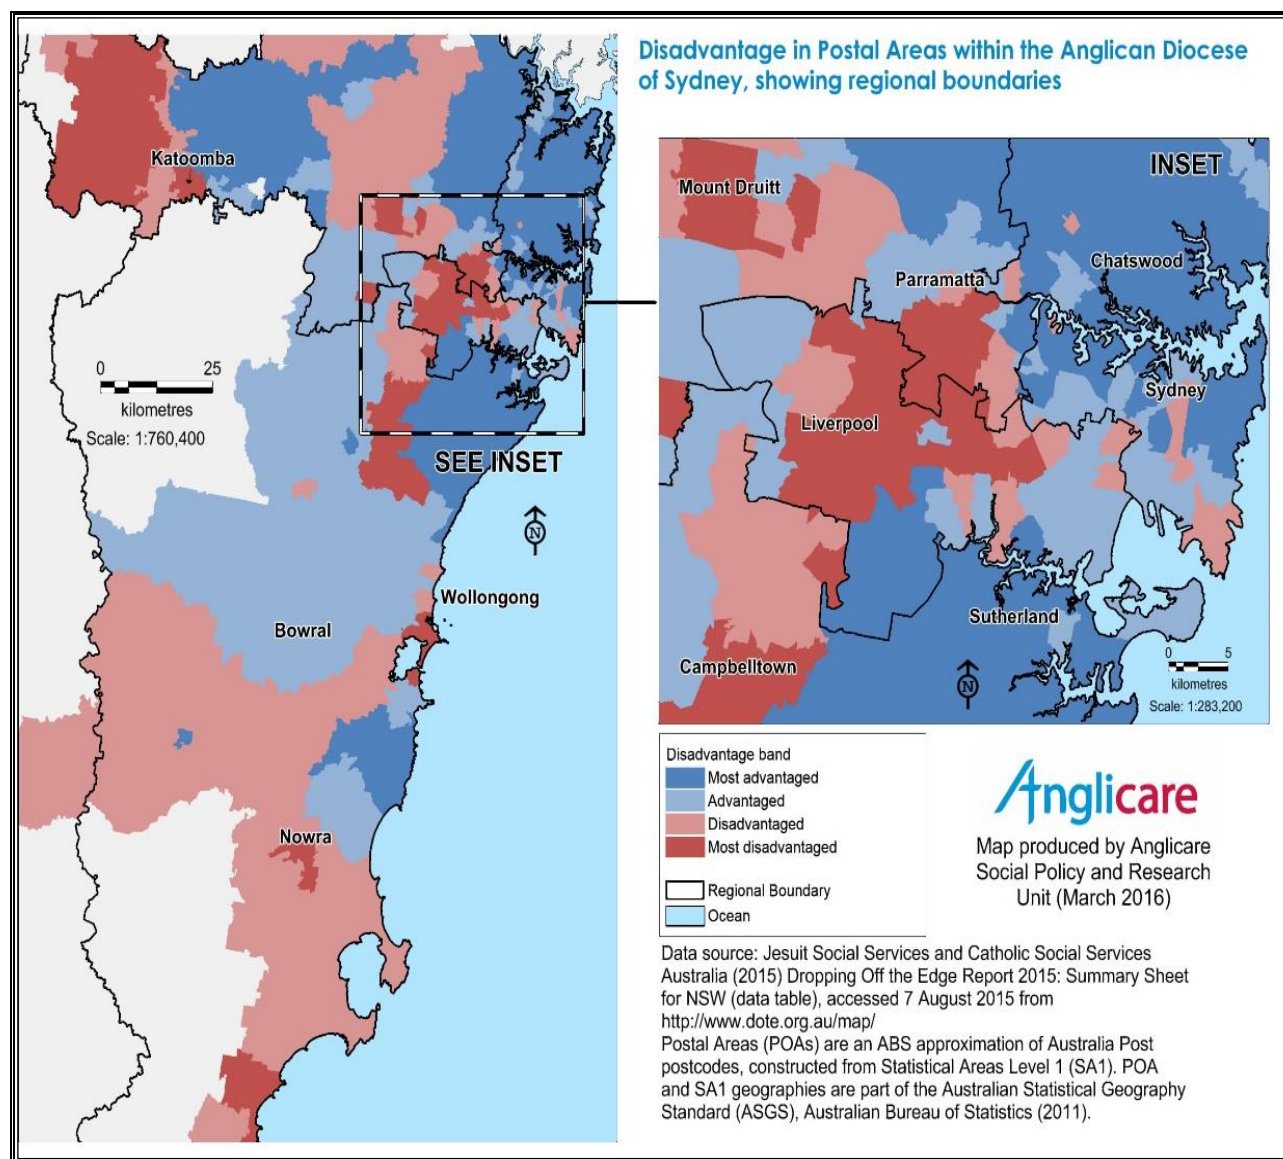 Disadvantage in Postal Areas within the Anglican Diocese
of Sydney, showing regional boundaries
Katoomba
0 25
kilometres
Scale: 1:760,400
SEE INSET
N
Wollongong
Bowral
Nowra
INSET
Mount Druitt
Chatswood
Parramatta
Sydney
Liverpool
Sutherland
Campbelltown
N
0 5
kilometres
Scale: 1:283,200
Disadvantage band
Most advantaged
Advantaged
Disadvantaged
Most disadvantaged
Regional Boundary
Ocean
Anglicare
Map produced by Anglicare
Social Policy and Research
Unit (March 2016)
Data source: Jesuit Social Services and Catholic Social Services
Australia (2015) Dropping Off the Edge Report 2015: Summary Sheet
for NSW (data table), accessed 7 August 2015 from
http://www.dote.org.au/map/
Postal Areas (POAs) are an ABS approximation of Australia Post
postcodes, constructed from Statistical Areas Level 1 (SA1). POA
and SA1 geographies are part of the Australian Statistical Geography
Standard (ASGS), Australian Bureau of Statistics (2011).